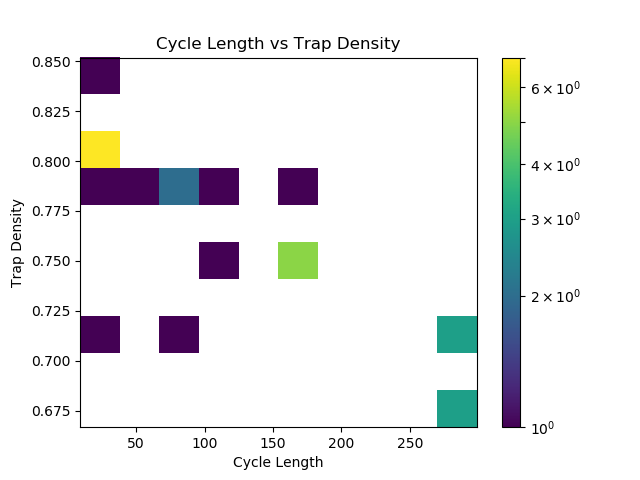 Cycle Length vs Trap Density
0.850
0.825
0.800
0.775
0.750
0.725
0.700
0.675
Trap Density
50 100 150 200 250
Cycle Length
6 × 10⁰
4 × 10⁰
3 × 10⁰
2 × 10⁰
10⁰